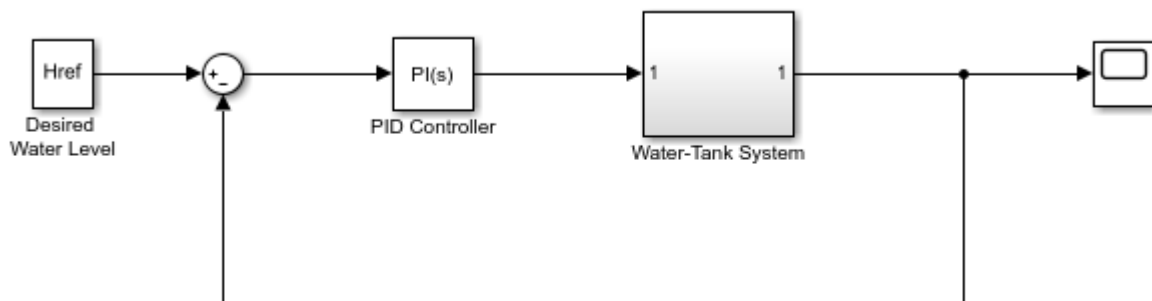 Href
Desired
Water Level
+
−
PI(s)
PID Controller
1
1
Water-Tank System